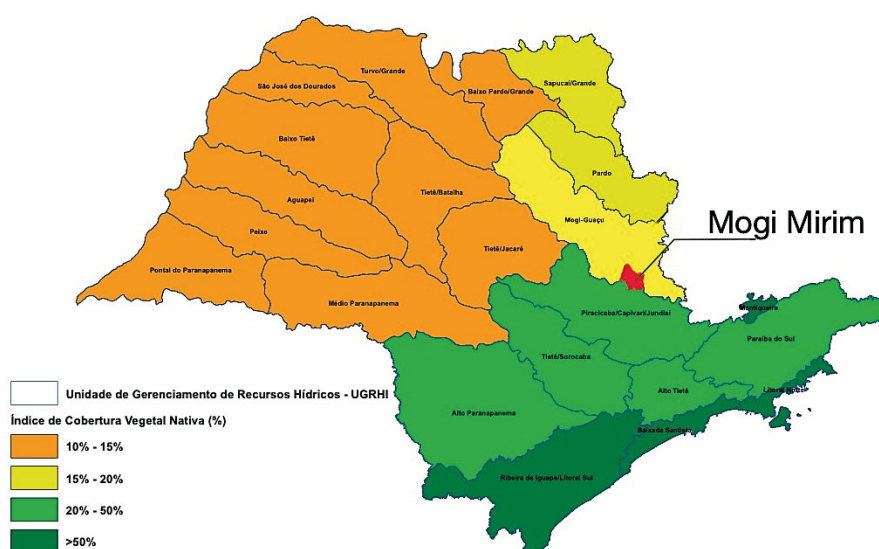 Turvo/Grande
São José dos Dourados
Baixo Pardo/Grande
Sapucaí/Grande
Baixo Tietê
Pardo
Tietê/Batalha
Aguapeí
Mogi-Guaçu
Mogi Mirim
Peixe
Tietê/Jacaré
Pontal do Paranapanema
Médio Paranapanema
Mantiqueira
Piracicaba/Capivari/Jundiaí
Paraíba do Sul
Tietê/Sorocaba
Alto Tietê
Litoral Norte
Alto Paranapanema
Baixada Santista
Ribeira de Iguape/Litoral Sul
Unidade de Gerenciamento de Recursos Hídricos - UGRHI
Índice de Cobertura Vegetal Nativa (%)
10% - 15%
15% - 20%
20% - 50%
>50%